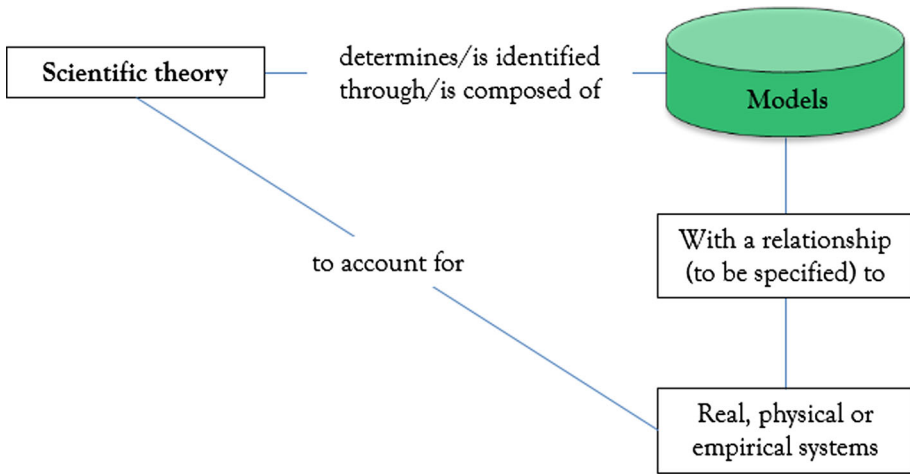 Scientific theory
determines/is identified
through/is composed of
Models
With a relationship
(to be specified) to
to account for
Real, physical or
empirical systems